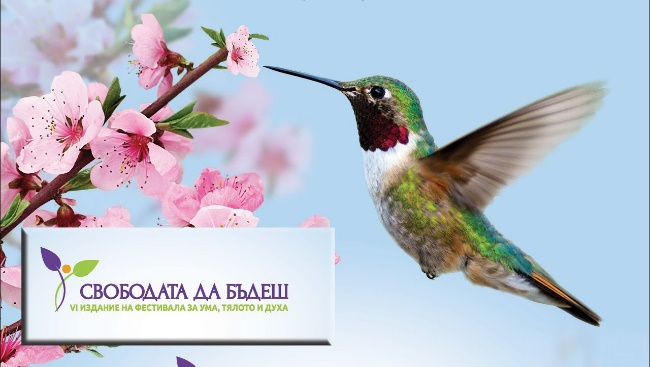 СВОБОДАТА ДА БЪДЕШ
VI ИЗДАНИЕ НА ФЕСТИВАЛА ЗА УМА, ТЯЛОТО И ДУХА